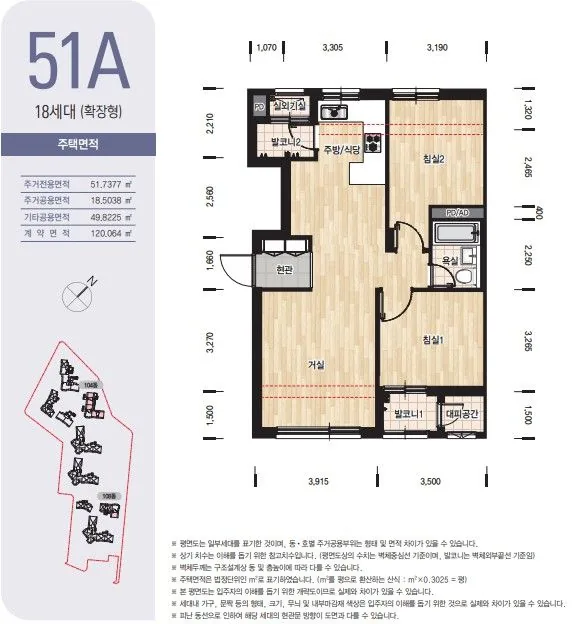 51A
18세대 (확장형)
주택면적
주거전용면적 51.7377 ㎡
주거공용면적 18.5038 ㎡
기타공용면적 49.8225 ㎡
계 약 면 적 120.064 ㎡
N
104동
108동
1,070 3,305 3,190
2,210
2,560
1,660
3,270
1,500
1,320
2,465
400
2,250
3,265
1,500
PD
실외기실
발코니2
주방/식당
침실2
PD/AD
욕실
현관
거실
침실1
발코니1
대피공간
3,915 3,500
※ 평면도는 일부세대를 표기한 것이며, 동·호별 주거공용부위는 형태 및 면적 차이가 있을 수 있습니다.
※ 상기 치수는 이해를 돕기 위한 참고치수입니다. (평면도상의 수치는 벽체중심선 기준이며, 발코니는 벽체외부끝선 기준임)
※ 벽체두께는 구조설계상 동 및 층높이에 따라 다를 수 있습니다.
※ 주택면적은 법정단위인 ㎡로 표기하였습니다. (㎡를 평으로 환산하는 산식 : ㎡×0.3025 = 평)
※ 본 평면도는 입주자의 이해를 돕기 위한 개략도이므로 실제와 차이가 있을 수 있습니다.
※ 세대내 가구, 문짝 등의 형태, 크기, 무늬 및 내부마감재 색상은 입주자의 이해를 돕기 위한 것으로 실제와 차이가 있을 수 있습니다.
※ 피난 동선으로 인하여 해당 세대의 현관문 방향이 도면과 다를 수 있습니다.